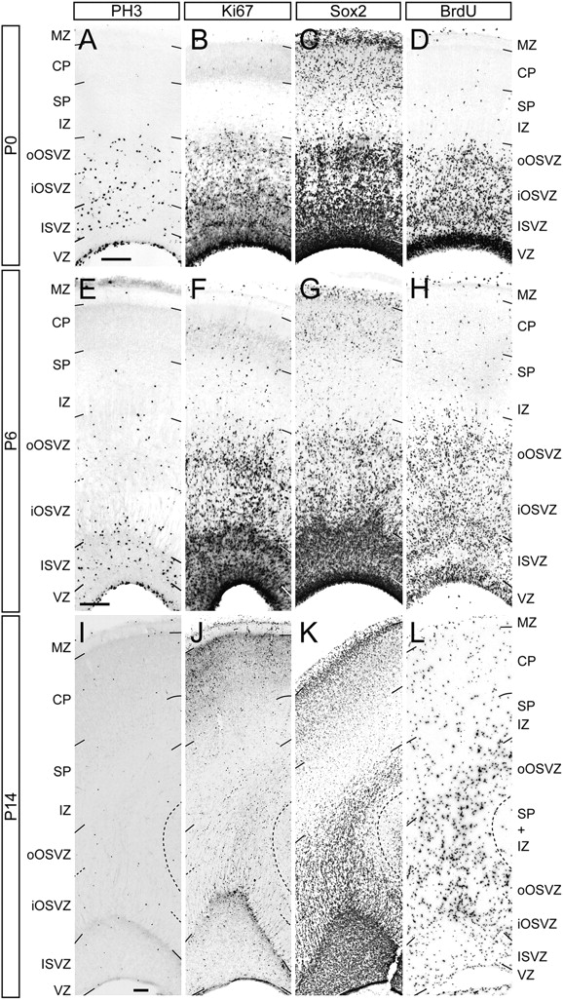 PH3 Ki67 Sox2 BrdU
P0
A B C D
MZ
CP
SP
IZ
oOSVZ
iOSVZ
ISVZ
VZ
MZ
CP
SP
IZ
oOSVZ
iOSVZ
ISVZ
VZ
P6
E F G H
MZ
CP
SP
IZ
oOSVZ
iOSVZ
ISVZ
VZ
MZ
CP
SP
IZ
oOSVZ
iOSVZ
ISVZ
VZ
P14
I J K L
MZ
CP
SP
IZ
oOSVZ
iOSVZ
ISVZ
VZ
MZ
CP
SP
IZ
oOSVZ
SP
+
IZ
oOSVZ
iOSVZ
ISVZ
VZ